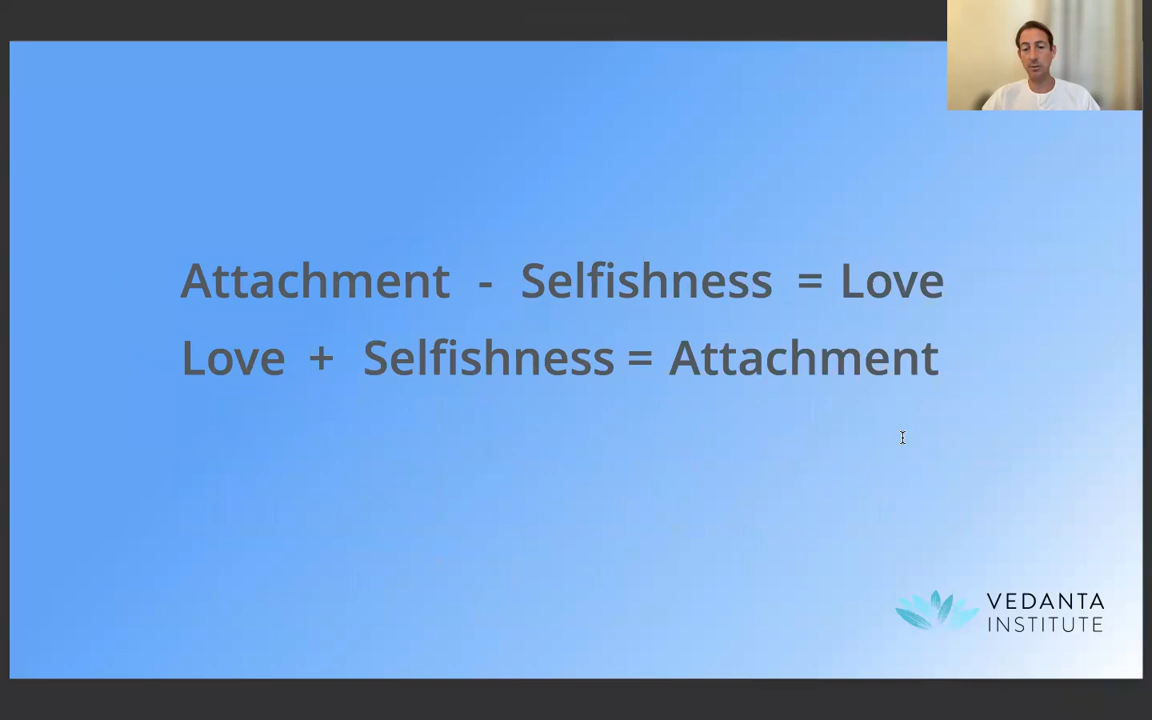 Attachment - Selfishness = Love
Love + Selfishness = Attachment
VEDANTA
INSTITUTE